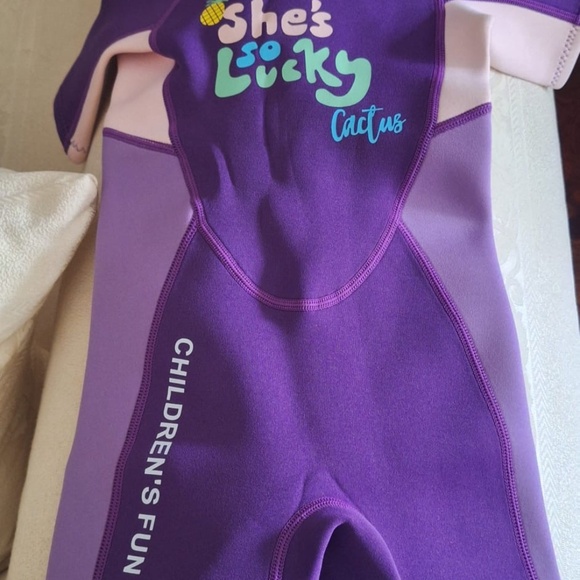 She's
so
Lucky
Cactus
CHILDREN'S FUN